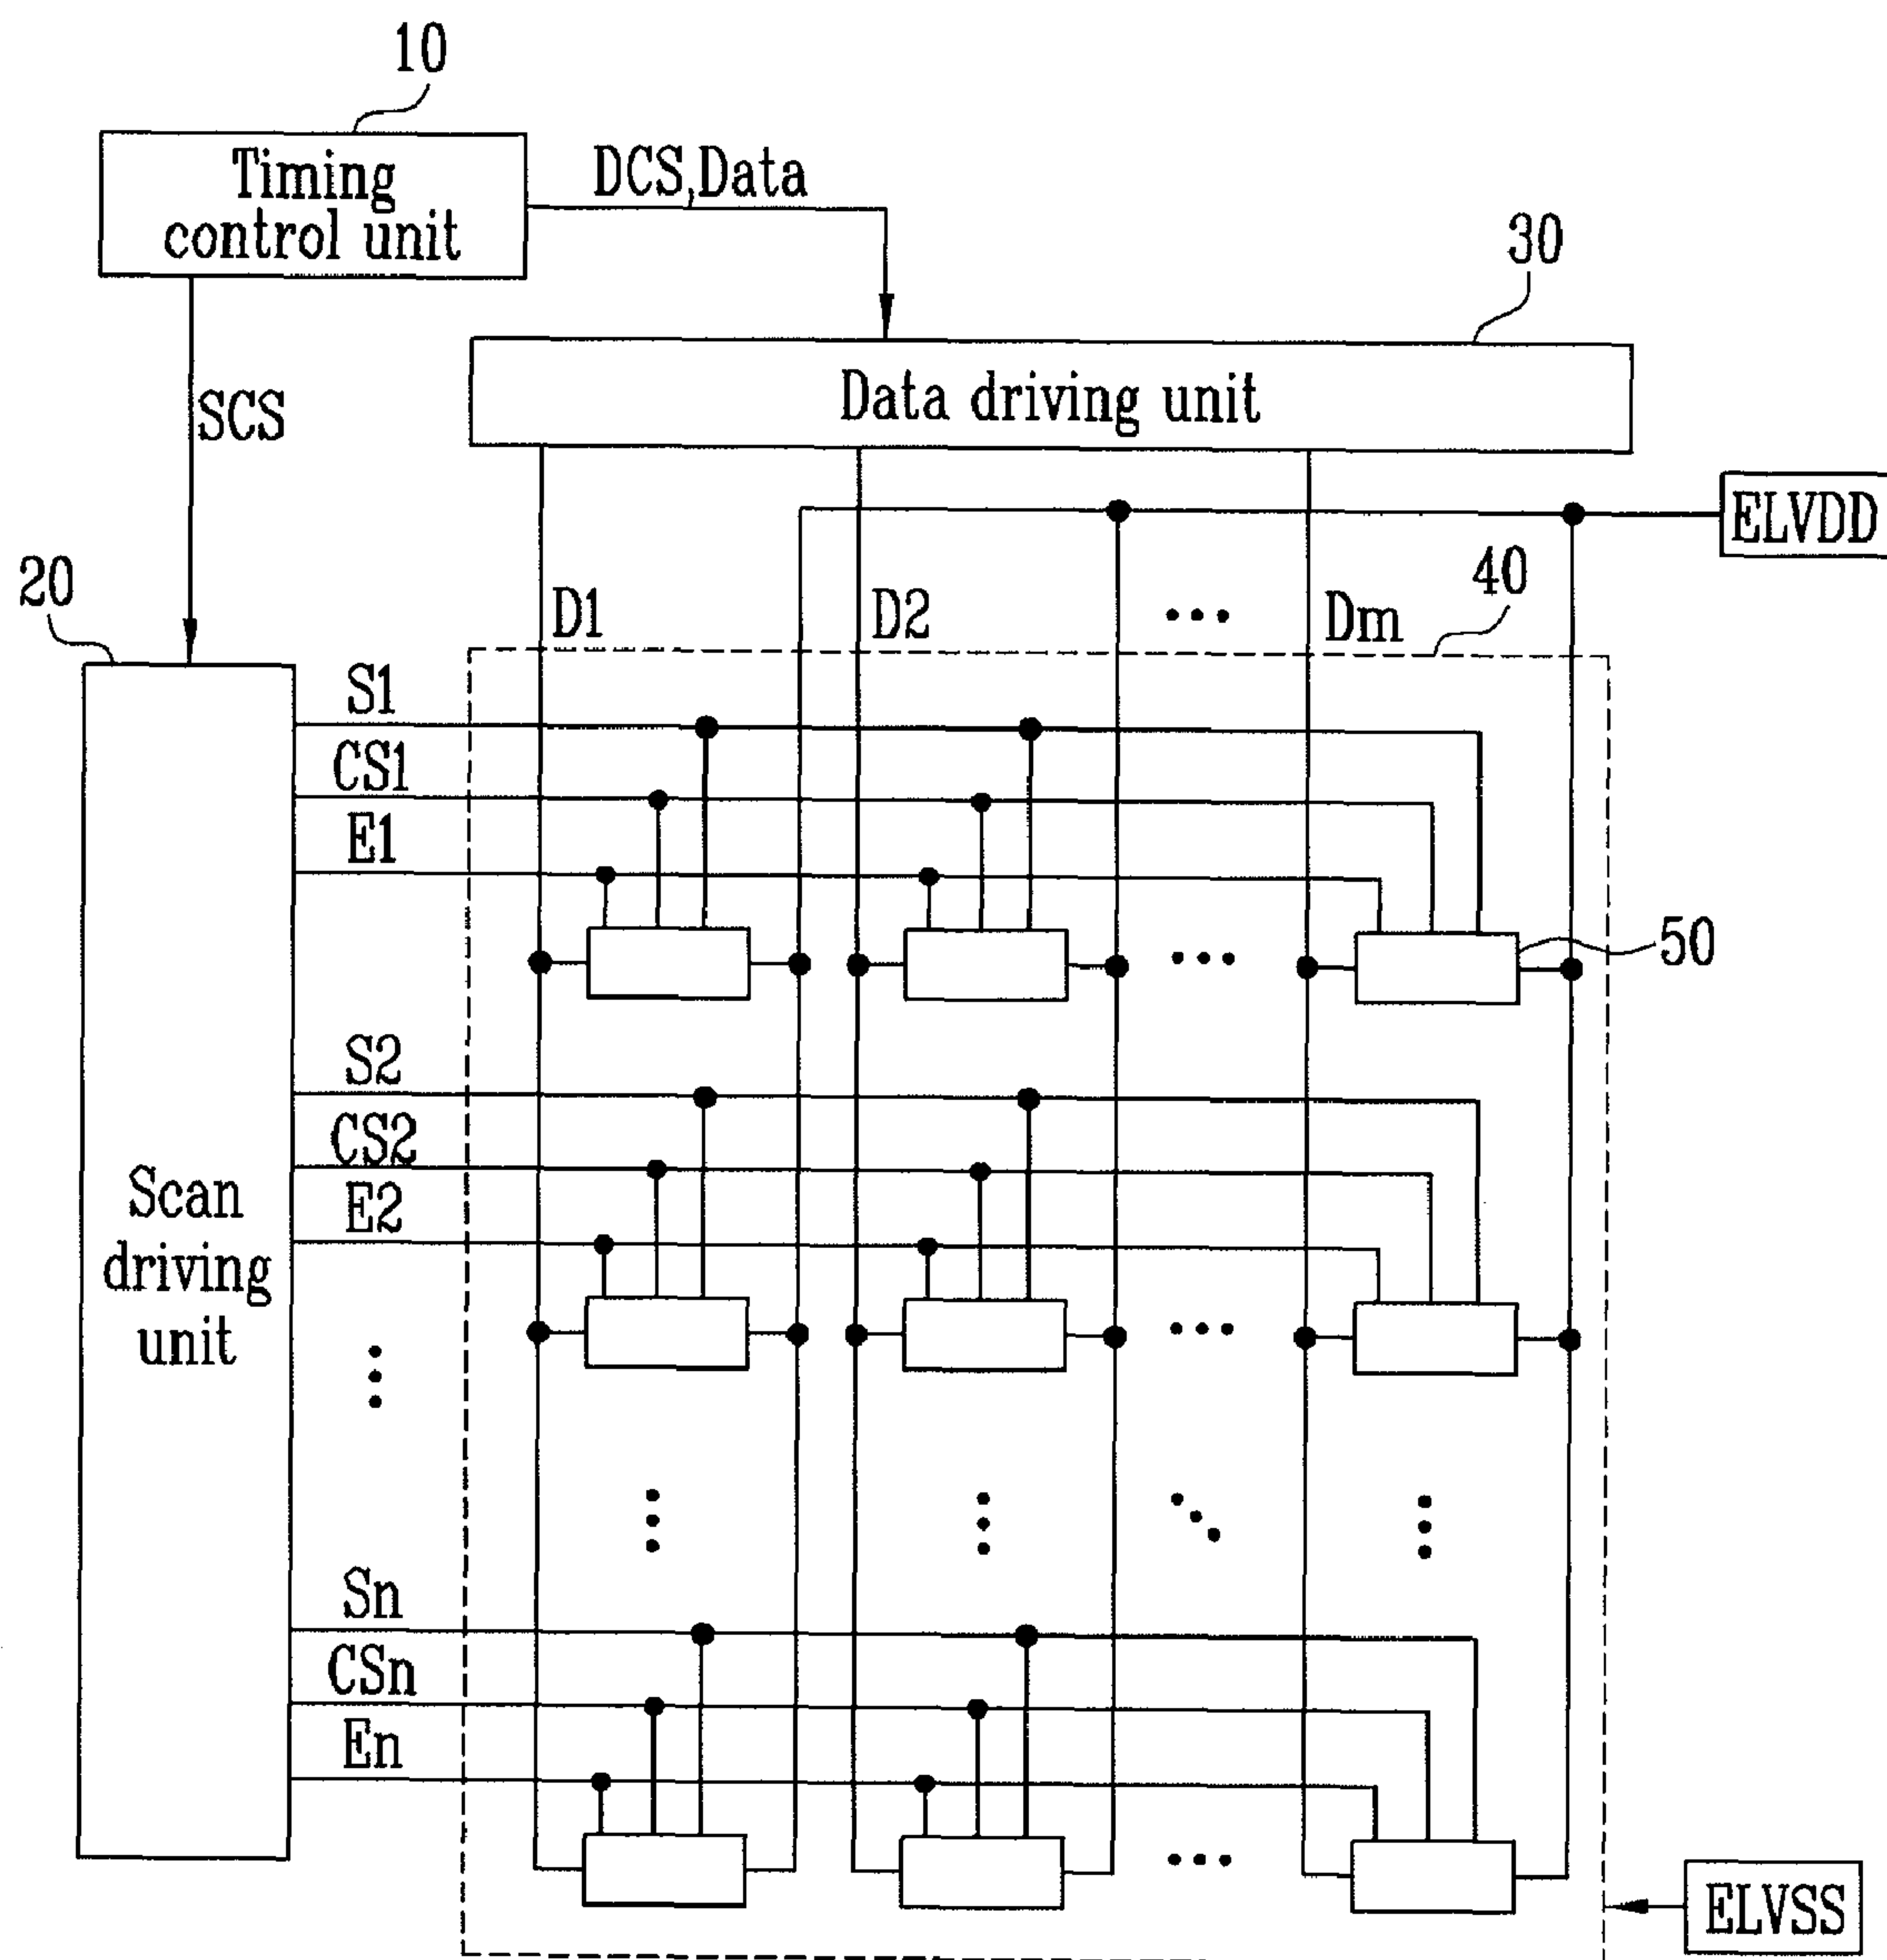 10
Timing
control unit
DCS,Data
30
SCS
Data driving unit
ELVDD
20
40
D1
D2
Dm
S1
CS1
E1
50
S2
CS2
E2
Scan
driving
unit
Sn
CSn
En
ELVSS